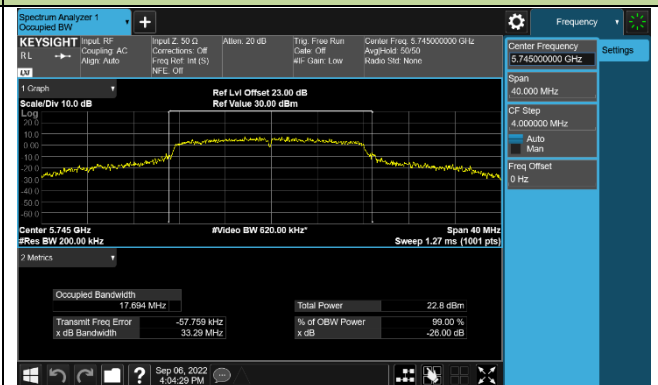 Spectrum Analyzer 1
Occupied BW
+
Frequency
KEYSIGHT
RL
LXI
Input: RF
Coupling: AC
Align: Auto
Input Z: 50 Ω
Corrections: Off
Freq Ref: Int (S)
NFE: Off
Atten: 20 dB
Trig: Free Run
Gate: Off
#IF Gain: Low
Center Freq: 5.745000000 GHz
Avg|Hold: 50/50
Radio Std: None
Center Frequency
5.745000000 GHz
Settings
Span
40.000 MHz
CF Step
4.000000 MHz
Auto
Man
Freq Offset
0 Hz
1 Graph
Scale/Div 10.0 dB
Ref Lvl Offset 23.00 dB
Ref Value 30.00 dBm
Log
20.0
10.0
0.00
-10.0
-20.0
-30.0
-40.0
-50.0
-60.0
Center 5.745 GHz
#Video BW 620.00 kHz*
Span 40 MHz
#Res BW 200.00 kHz
Sweep 1.27 ms (1001 pts)
2 Metrics
Occupied Bandwidth
17.694 MHz
Total Power
22.8 dBm
Transmit Freq Error
-57.759 kHz
% of OBW Power
99.00 %
x dB Bandwidth
33.29 MHz
x dB
-26.00 dB
?
Sep 06, 2022
4:04:29 PM